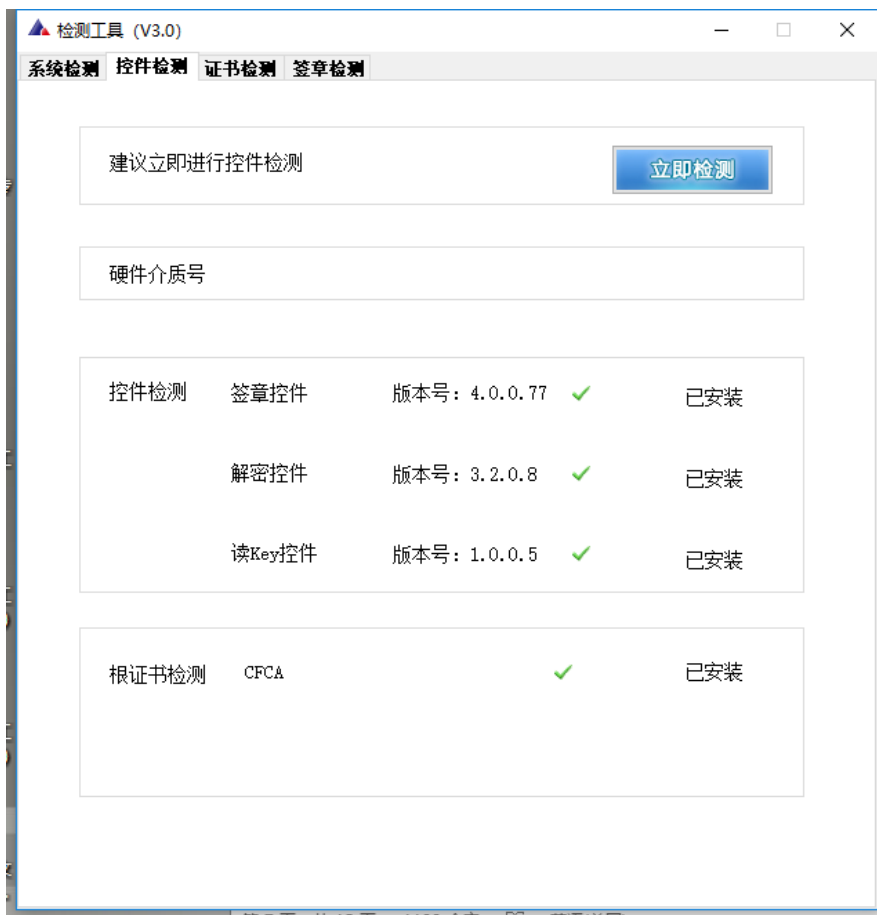 检测工具 (V3.0)
系统检测 控件检测 证书检测 签章检测
建议立即进行控件检测 立即检测
硬件介质号
控件检测 签章控件 版本号：4.0.0.77 已安装
解密控件 版本号：3.2.0.8 已安装
读Key控件 版本号：1.0.0.5 已安装
根证书检测 CFCA 已安装